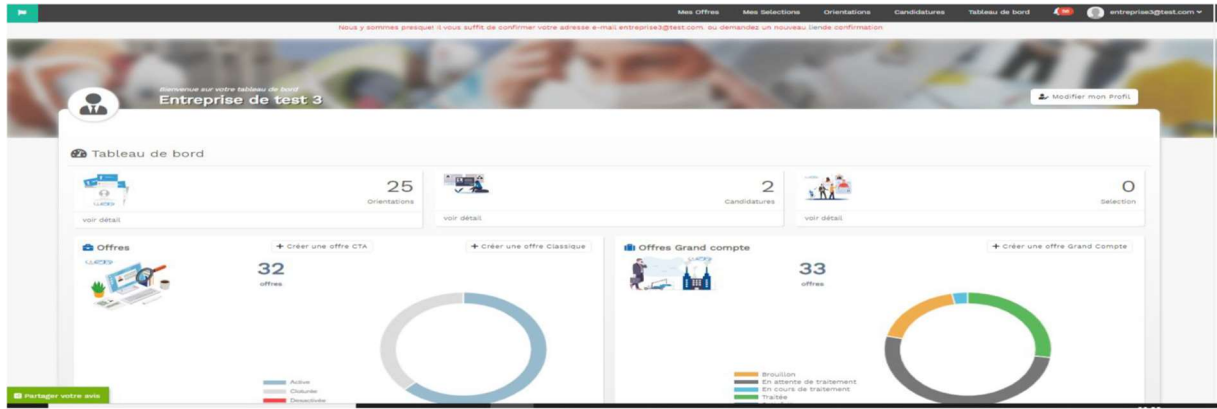 Mes Offres Mes Selections Orientations Candidatures Tableau de bord entreprise3@test.com
Nous y sommes presque! il vous suffit de confirmer votre adresse e-mail entreprise3@test.com. ou demandez un nouveau liende confirmation
Bienvenue sur votre tableau de bord
Entreprise de test 3
Modifier mon Profil
Tableau de bord
25
Orientations
voir détail
2
Candidatures
voir détail
0
Selection
voir détail
Offres
+ Créer une offre CTA
+ Créer une offre Classique
32
offres
Active
Cloturée
Desactivée
Offres Grand compte
+ Créer une offre Grand Compte
33
offres
Brouillon
En attente de traitement
En cours de traitement
Traitée
Partager votre avis